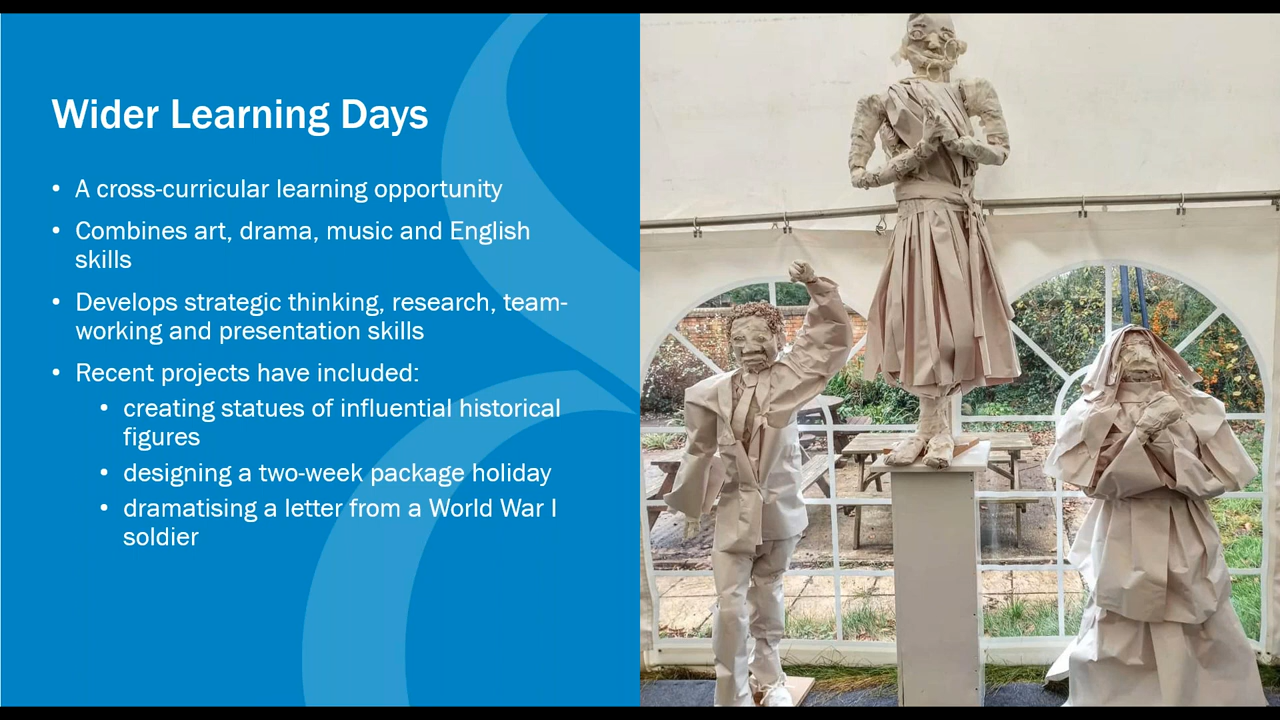 Wider Learning Days
• A cross-curricular learning opportunity
• Combines art, drama, music and English
skills
• Develops strategic thinking, research, team-
working and presentation skills
• Recent projects have included:
• creating statues of influential historical
figures
• designing a two-week package holiday
• dramatising a letter from a World War I
soldier